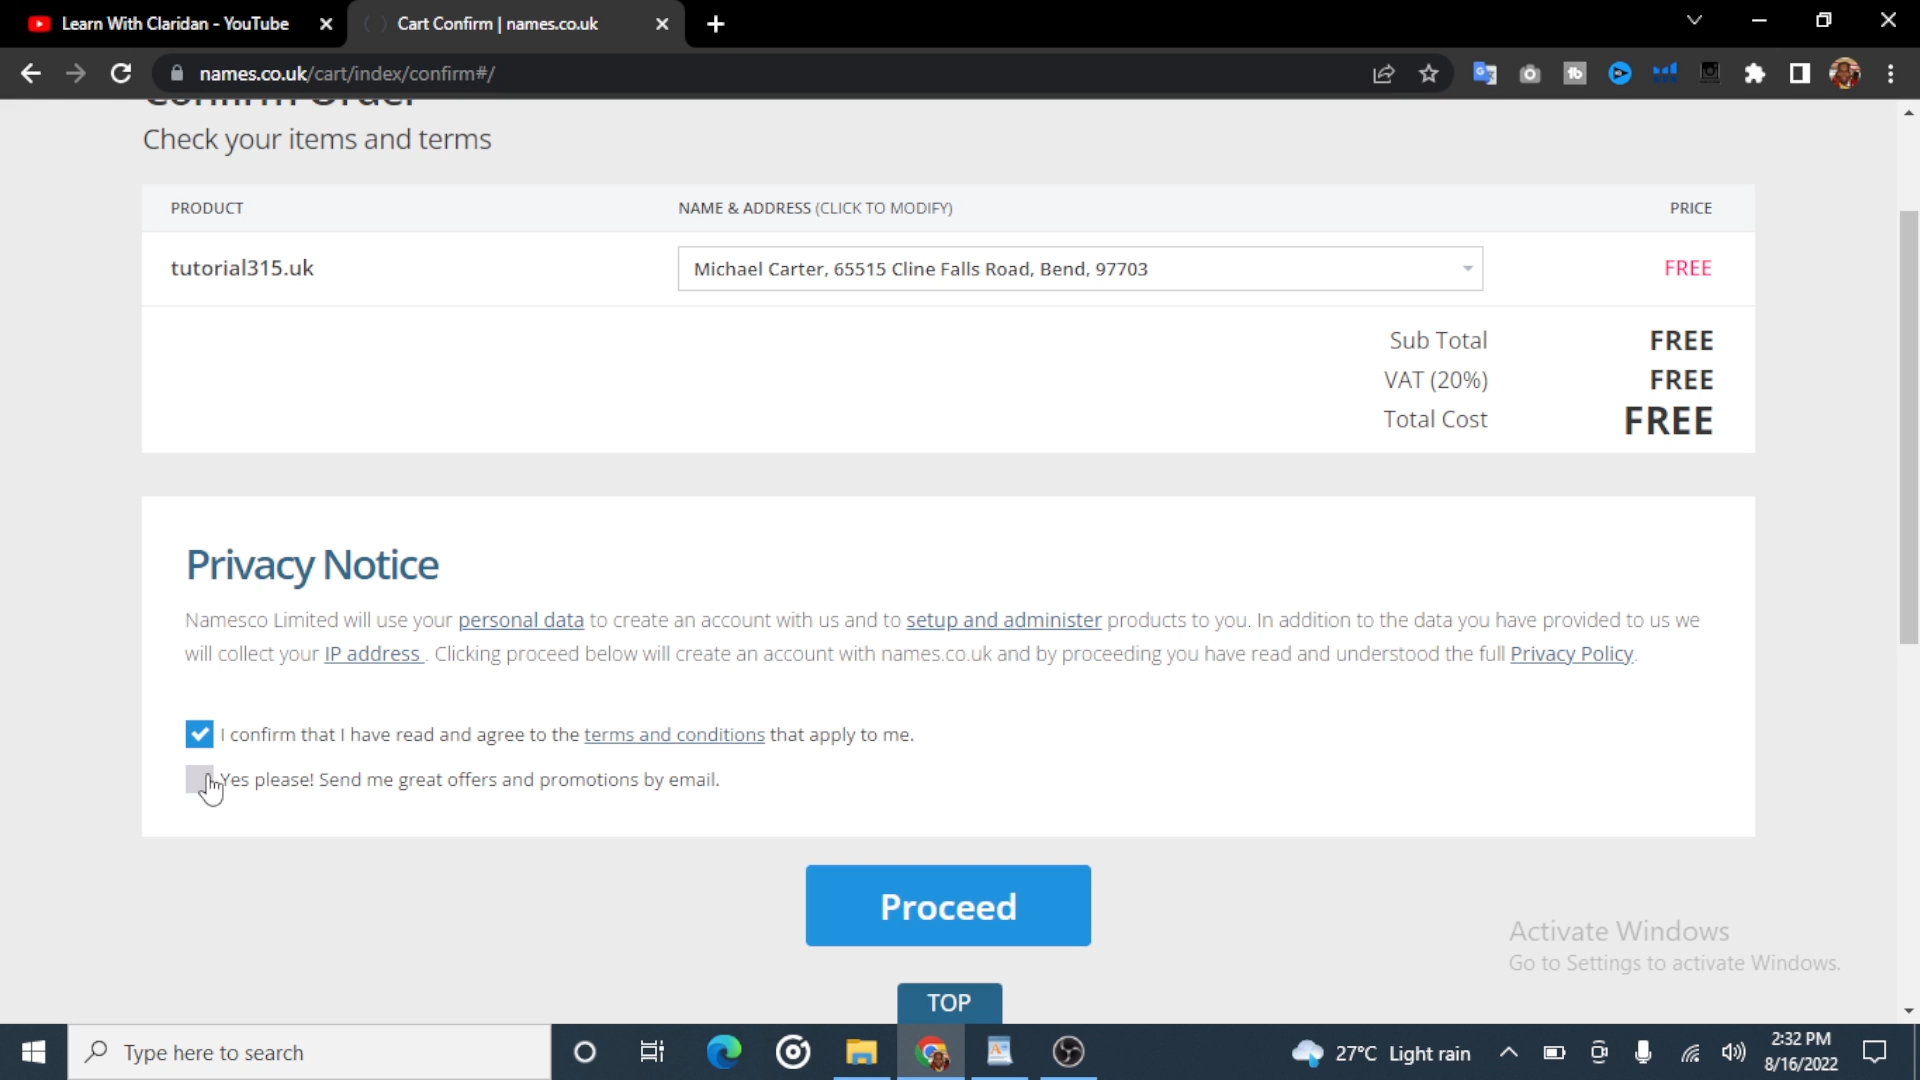 Learn With Claridan - YouTube
Cart Confirm | names.co.uk
names.co.uk/cart/index/confirm#/
Confirm Order
Check your items and terms
PRODUCT NAME & ADDRESS (CLICK TO MODIFY) PRICE
tutorial315.uk Michael Carter, 65515 Cline Falls Road, Bend, 97703 FREE
Sub Total FREE
VAT (20%) FREE
Total Cost FREE
Privacy Notice
Namesco Limited will use your personal data to create an account with us and to setup and administer products to you. In addition to the data you have provided to us we
will collect your IP address . Clicking proceed below will create an account with names.co.uk and by proceeding you have read and understood the full Privacy Policy.
I confirm that I have read and agree to the terms and conditions that apply to me.
Yes please! Send me great offers and promotions by email.
Proceed
Activate Windows
Go to Settings to activate Windows.
TOP
Type here to search
27°C Light rain
2:32 PM
8/16/2022